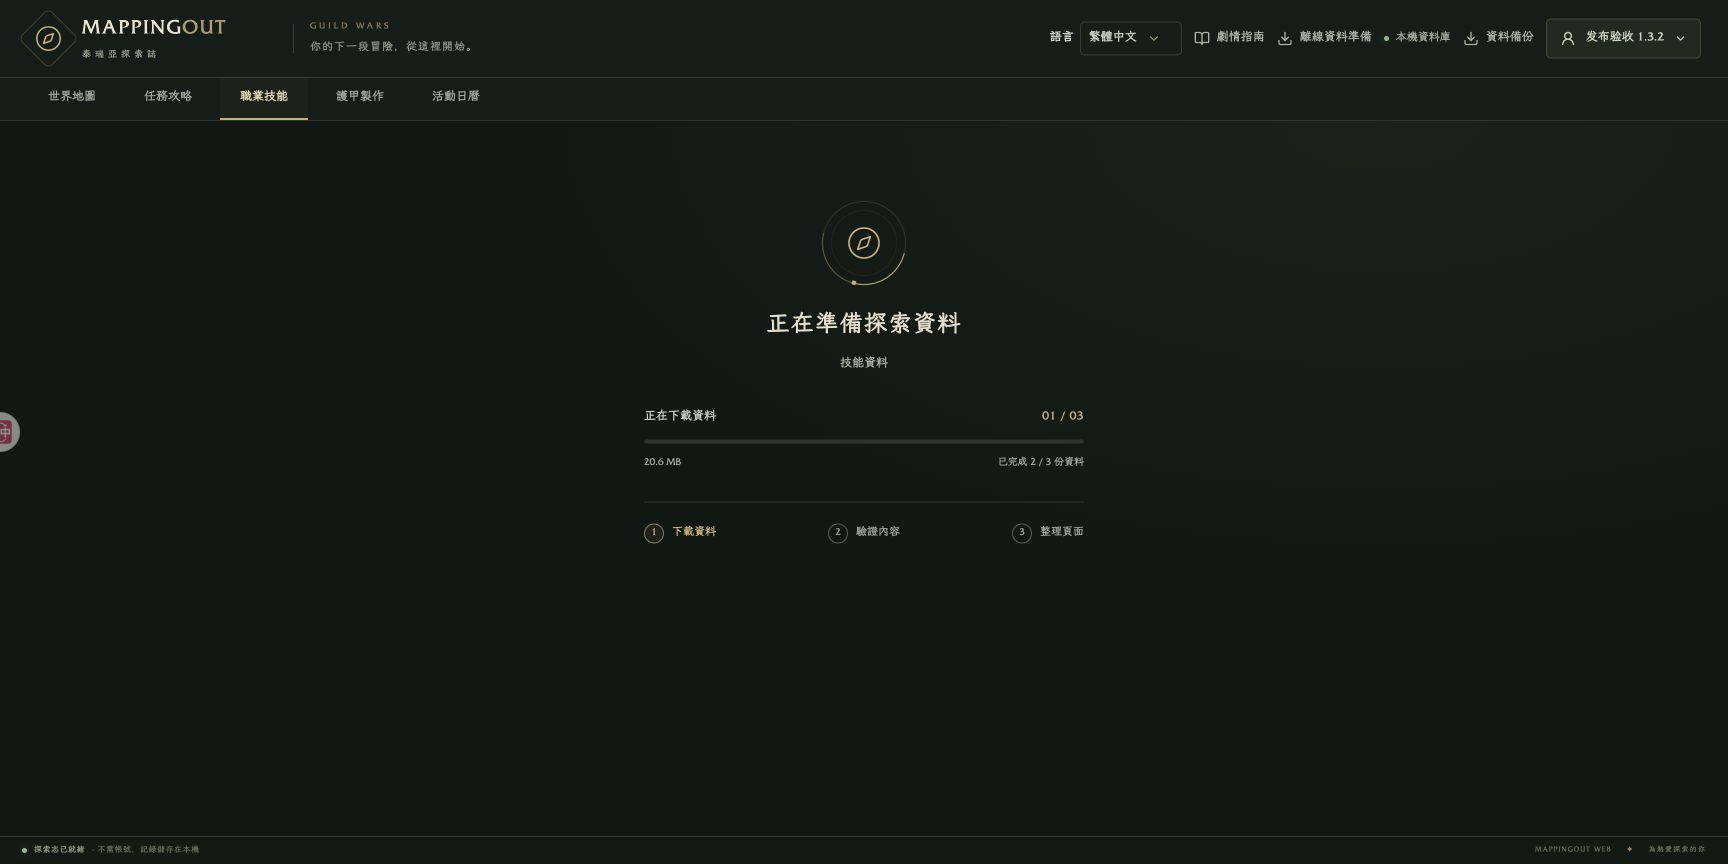 MAPPINGOUT
泰瑞亞探索誌
GUILD WARS
你的下一段冒險，從這裡開始。
語言
繁體中文
劇情指南
離線資料準備
本機資料庫
資料備份
发布验收 1.3.2
世界地圖
任務攻略
職業技能
護甲製作
活動日曆
中
正在準備探索資料
技能資料
正在下載資料
01 / 03
20.6 MB
已完成 2 / 3 份資料
1 下載資料
2 驗證內容
3 整理頁面
探索志已就緒 · 不需帳號，記錄儲存在本機
MAPPINGOUT WEB ✦ 為熱愛探索的你